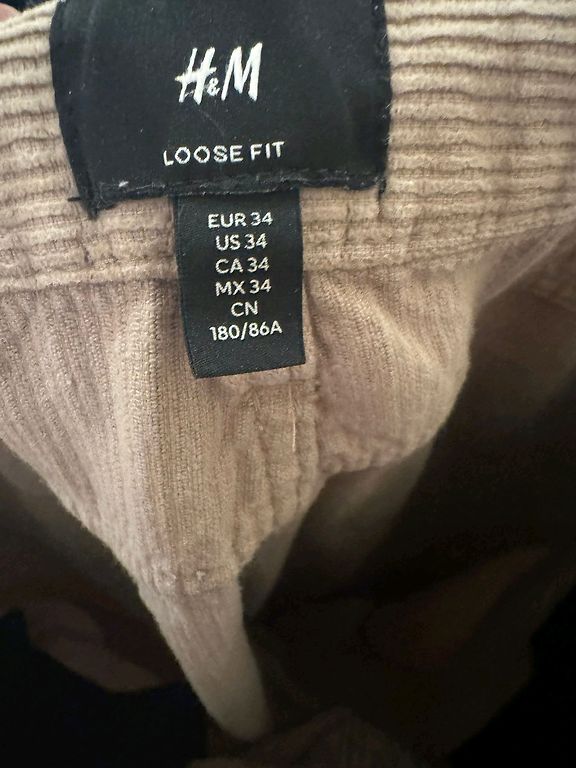 H&M
LOOSE FIT
EUR 34
US 34
CA 34
MX 34
CN
180/86A